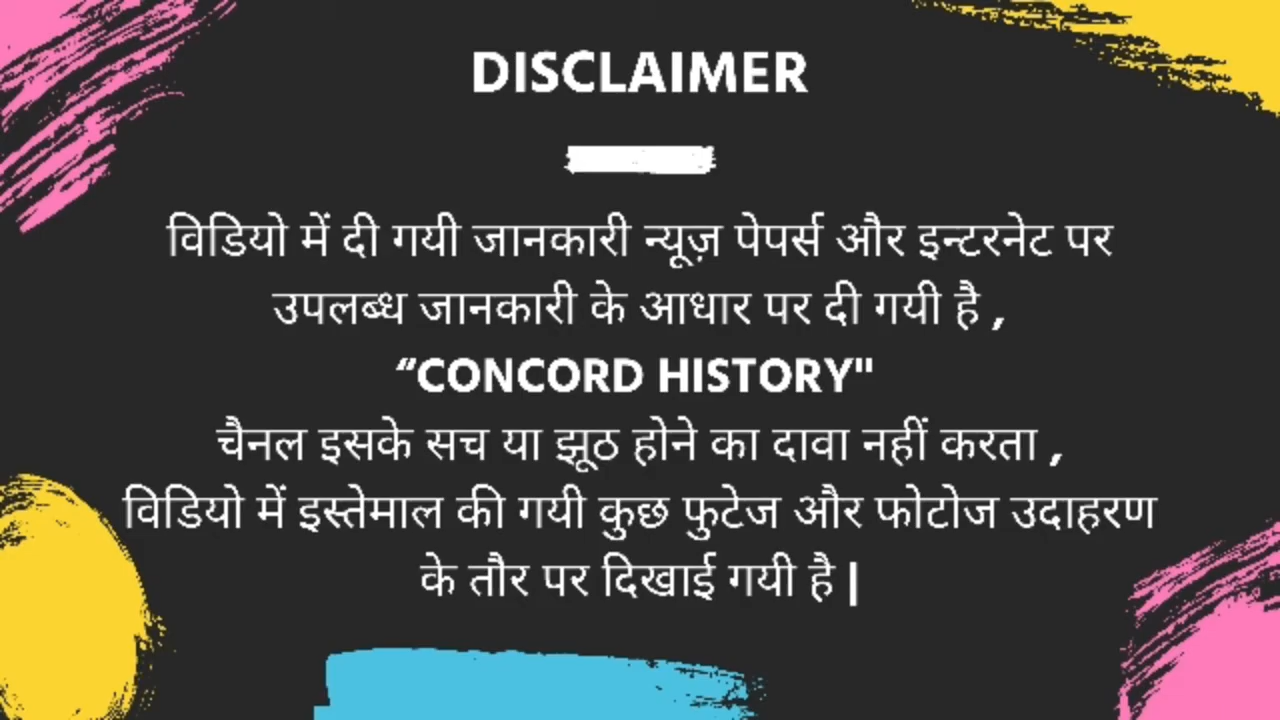 DISCLAIMER
विडियो में दी गयी जानकारी न्यूज़ पेपर्स और इन्टरनेट पर
उपलब्ध जानकारी के आधार पर दी गयी है ,
“CONCORD HISTORY"
चैनल इसके सच या झूठ होने का दावा नहीं करता ,
विडियो में इस्तेमाल की गयी कुछ फुटेज और फोटोज उदाहरण
के तौर पर दिखाई गयी है |